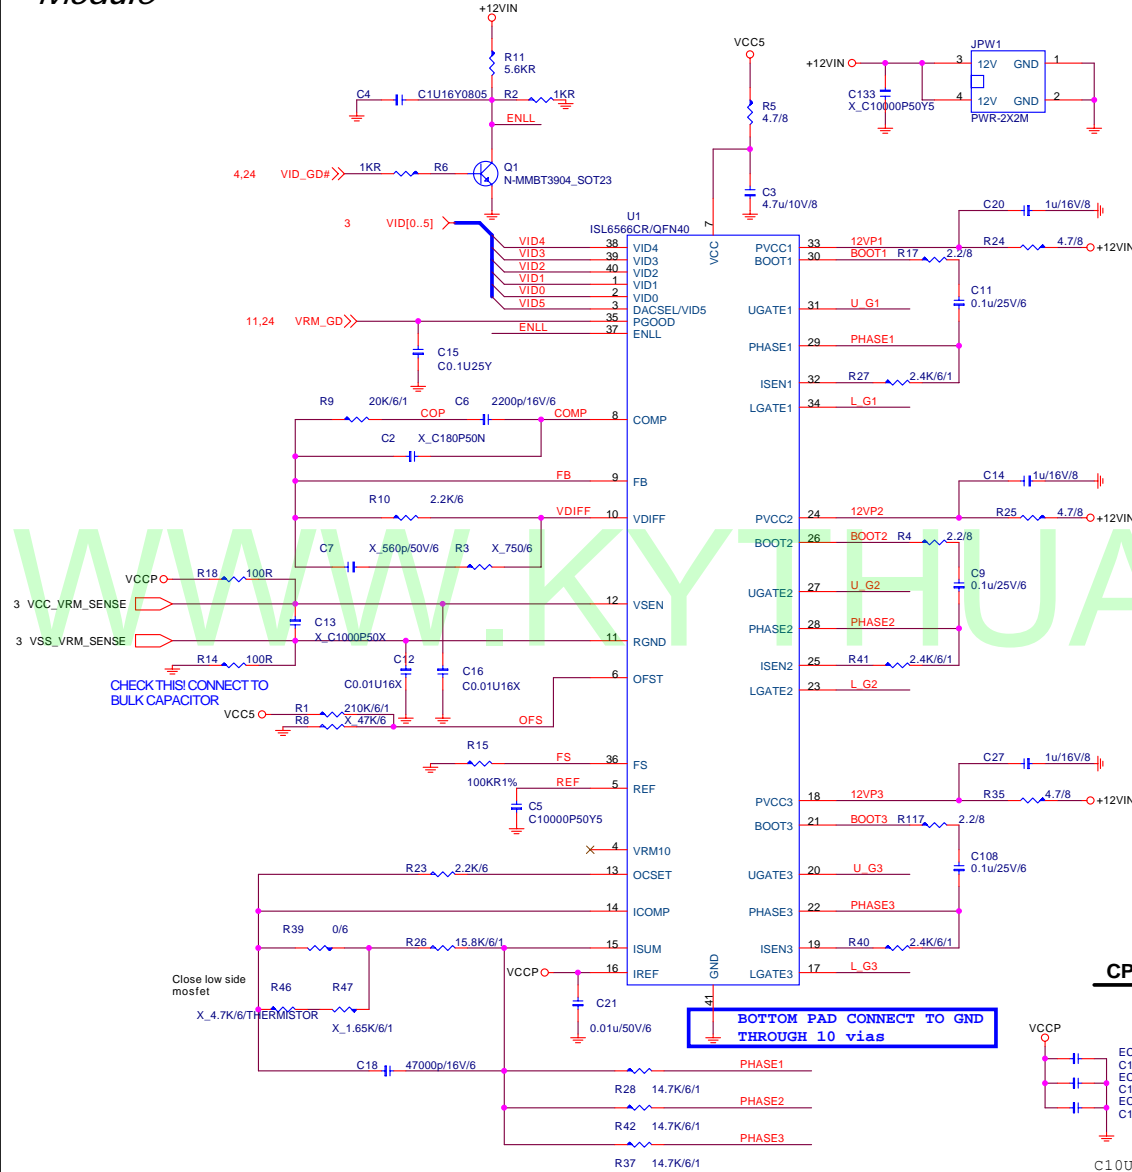 Module
+12VIN
R11
5.6KR
C4
C1U16Y0805
R2
1KR
ENLL
4,24
VID_GD#
1KR
R6
Q1
N-MMBT3904_SOT23
VCC5
R5
4.7/8
C3
4.7u/10V/8
+12VIN
C133
X_C10000P50Y5
JPW1
3
12V
GND
1
4
12V
GND
2
PWR-2X2M
3
VID[0..5]
U1
ISL6566CR/QFN40
VID4
38
VID4
VID3
39
VID3
VID2
40
VID2
VID1
1
VID1
VID0
2
VID0
VID5
3
DACSEL/VID5
11,24
VRM_GD
35
PGOOD
ENLL
37
ENLL
C15
C0.1U25Y
7
VCC
PVCC1
33
12VP1
C20
1u/16V/8
R24
4.7/8
+12VIN
BOOT1
30
BOOT1
R17
2.2/8
C11
0.1u/25V/6
UGATE1
31
U_G1
PHASE1
29
PHASE1
ISEN1
32
R27
2.4K/6/1
LGATE1
34
L_G1
R9
20K/6/1
COP
C6
2200p/16V/6
COMP
8
COMP
C2
X_C180P50N
FB
9
FB
R10
2.2K/6
VDIFF
10
VDIFF
C7
X_560p/50V/6
R3
X_750/6
VCCP
R18
100R
3
VCC_VRM_SENSE
12
VSEN
C13
X_C1000P50X
3
VSS_VRM_SENSE
11
RGND
R14
100R
C12
C0.01U16X
C16
C0.01U16X
CHECK THIS! CONNECT TO
BULK CAPACITOR
6
OFST
VCC5
R1
210K/6/1
R8
X_47K/6
OFS
PVCC2
24
12VP2
C14
1u/16V/8
R25
4.7/8
+12VIN
BOOT2
26
BOOT2
R4
2.2/8
C9
0.1u/25V/6
UGATE2
27
U_G2
PHASE2
28
PHASE2
ISEN2
25
R41
2.4K/6/1
LGATE2
23
L_G2
WWW.KYTHUA
R15
FS
36
FS
100KR1%
REF
5
REF
C5
C10000P50Y5
4
VRM10
R23
2.2K/6
13
OCSET
14
ICOMP
R39
0/6
R26
15.8K/6/1
15
ISUM
VCCP
16
IREF
Close low side
mosfet
R46
R47
X_4.7K/6/THERMISTOR
X_1.65K/6/1
C21
0.01u/50V/6
C18
47000p/16V/6
PVCC3
18
12VP3
C27
1u/16V/8
R35
4.7/8
+12VIN
BOOT3
21
BOOT3
R117
2.2/8
C108
0.1u/25V/6
UGATE3
20
U_G3
PHASE3
22
PHASE3
ISEN3
19
R40
2.4K/6/1
LGATE3
17
L_G3
GND
41
BOTTOM PAD CONNECT TO GND
THROUGH 10 vias
PHASE1
R28
14.7K/6/1
PHASE2
R42
14.7K/6/1
PHASE3
R37
14.7K/6/1
CP
VCCP
EC
C1
EC
C1
EC
C1
C10U